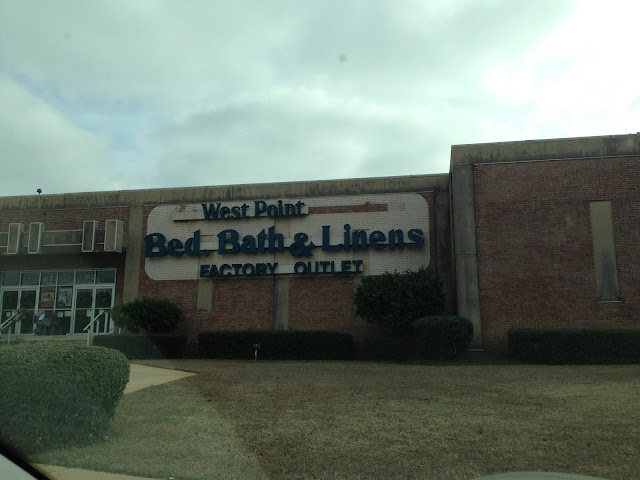 West Point
Bed, Bath & Linens
FACTORY OUTLET